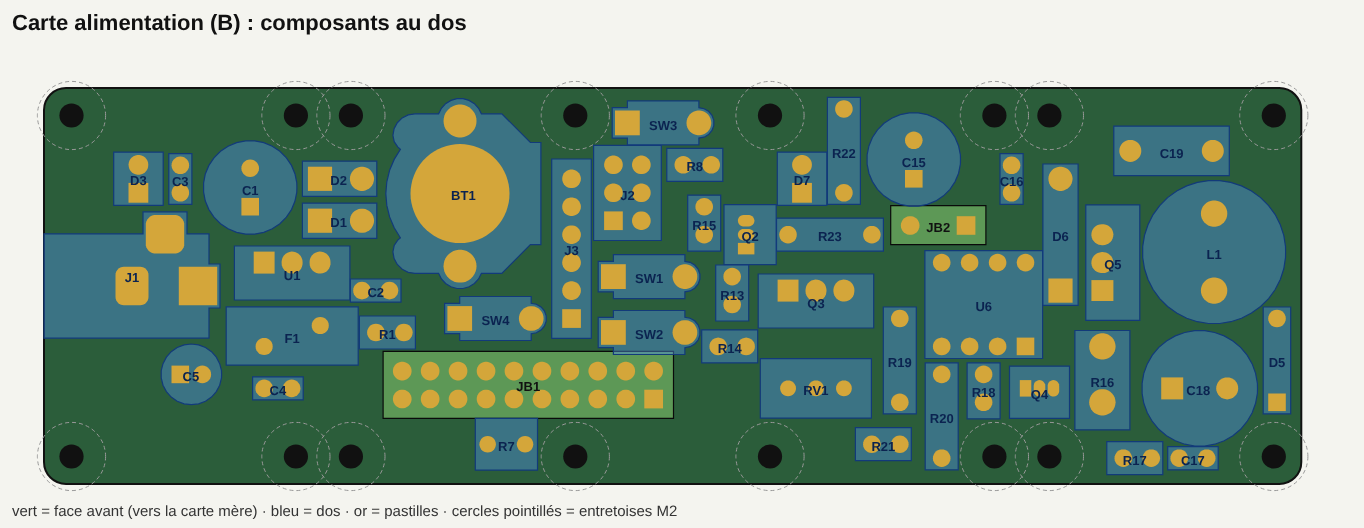 Carte alimentation (B) : composants au dos
SW3
R22
D3
C3
C1
D2
D1
BT1
J2
R8
D7
C15
C16
C19
J3
R15
Q2
R23
JB2
D6
Q5
L1
J1
U1
C2
SW1
R13
Q3
U6
F1
R1
SW4
SW2
R14
R19
D5
C5
C4
JB1
RV1
R20
R18
Q4
R16
C18
R7
R21
R17
C17
vert = face avant (vers la carte mère) · bleu = dos · or = pastilles · cercles pointillés = entretoises M2